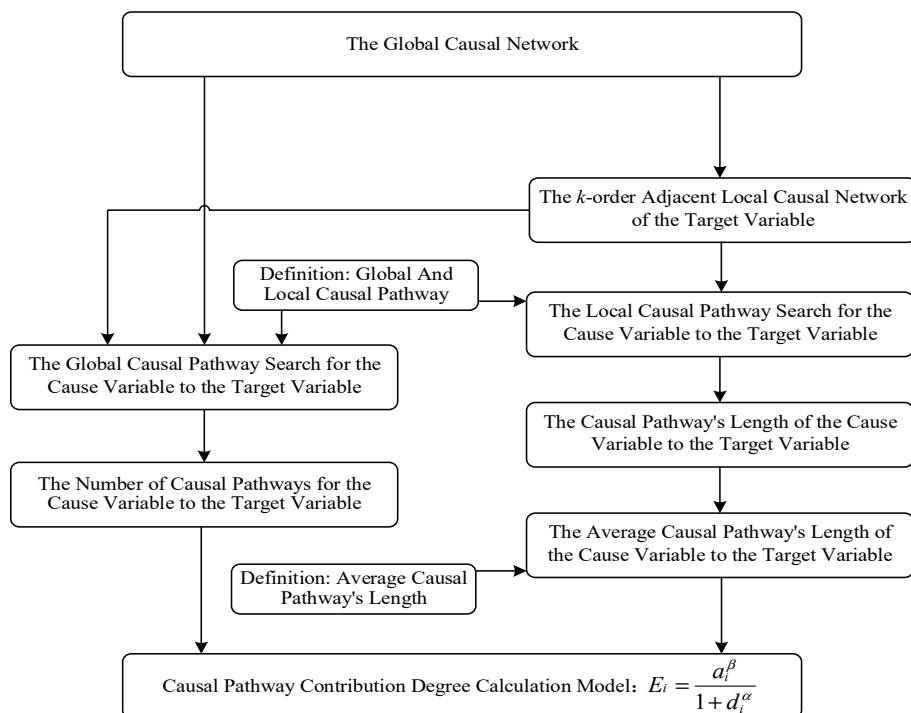 The Global Causal Network
The k-order Adjacent Local Causal Network
of the Target Variable
Definition: Global And
Local Causal Pathway
The Local Causal Pathway Search for the
Cause Variable to the Target Variable
The Global Causal Pathway Search for the
Cause Variable to the Target Variable
The Causal Pathway's Length of the Cause
Variable to the Target Variable
The Number of Causal Pathways for the
Cause Variable to the Target Variable
The Average Causal Pathway's Length of
the Cause Variable to the Target Variable
Definition: Average Causal
Pathway's Length
Causal Pathway Contribution Degree Calculation Model: E_i = a_i^β / (1 + d_i^α)